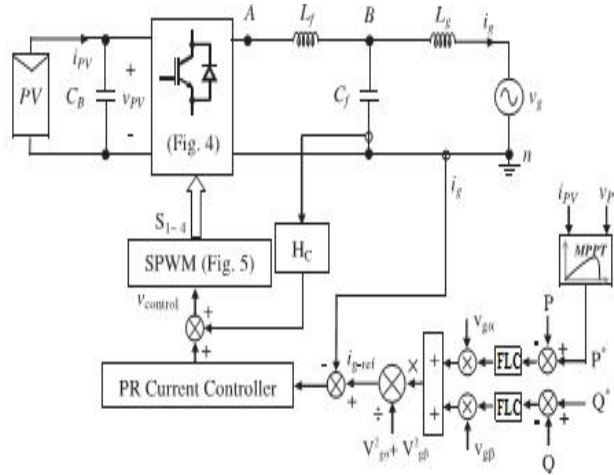 A L_f B L_g i_g
i_PV
PV C_B + v_PV - (Fig. 4) C_f v_g
n
i_g
S_1~4
H_C
SPWM (Fig. 5)
v_control
+
+
PR Current Controller
i_PV v_P
MPPT
P
v_gα - + P*
FLC
- i_g-ref × + 
+ ÷ +
FLC + Q*
-
V²_gα + V²_gβ v_gβ Q